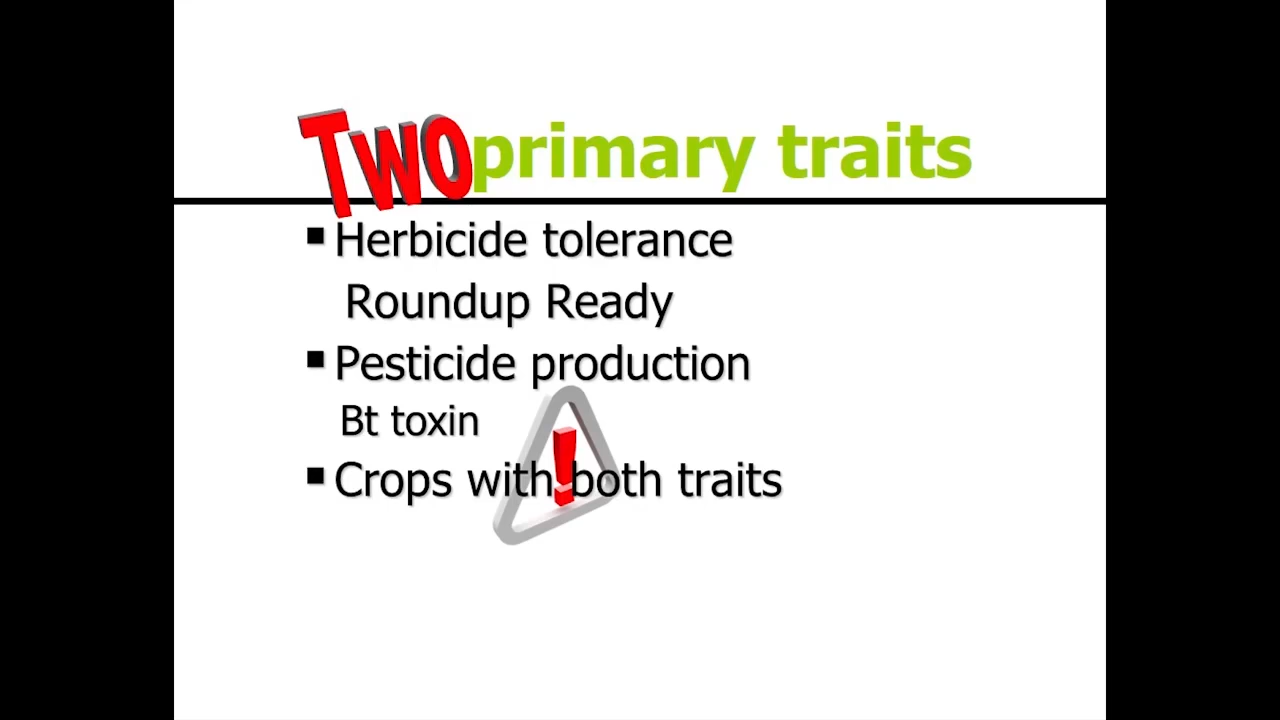 Two primary traits
▪ Herbicide tolerance
Roundup Ready
▪ Pesticide production
Bt toxin
▪ Crops with both traits
!